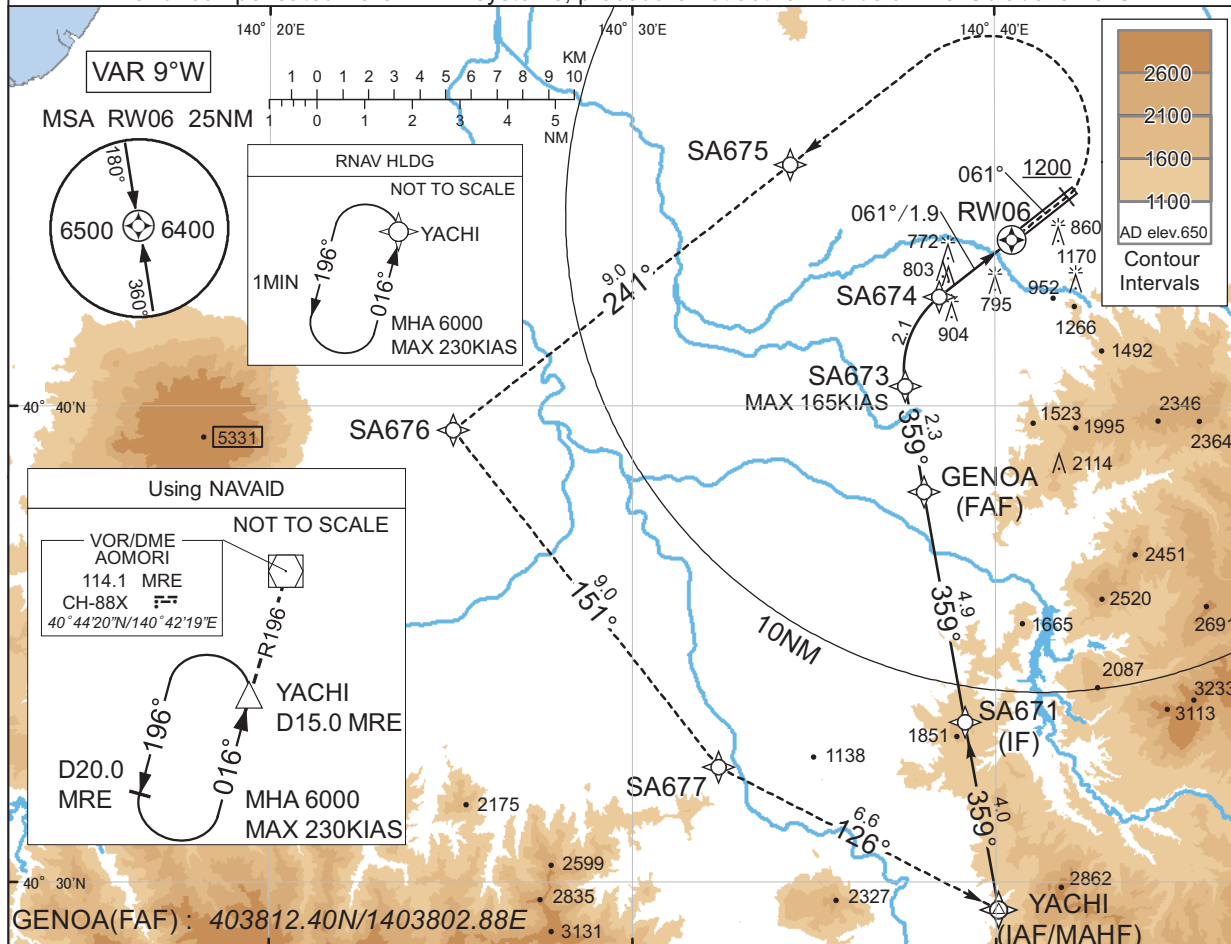 140°20'E
140°30'E
140°40'E
VAR 9°W
MSA RW06 25NM
180°
6500
6400
360°
1 0 1 2 3 4 5 6 7 8 9 10
KM
1 0 1 2 3 4 5
NM
RNAV HLDG
NOT TO SCALE
YACHI
196°
016°
1MIN
MHA 6000
MAX 230KIAS
2600
2100
1600
1100
AD elev.650
Contour
Intervals
SA675
061°
1200
RW06
061°/1.9
772
860
803
1170
SA674
952
795
904
1266
2.1
1492
9.0
241°
SA673
MAX 165KIAS
40°40'N
5331
SA676
2.3
359°
1523
1995
2346
2364
2114
GENOA
(FAF)
Using NAVAID
NOT TO SCALE
VOR/DME
AOMORI
114.1 MRE
CH-88X
40°44'20"N/140°42'19"E
R196
196°
016°
YACHI
D15.0 MRE
D20.0
MRE
MHA 6000
MAX 230KIAS
9.0
151°
10NM
4.9
359°
2451
2520
2691
1665
2087
3233
3113
SA671
(IF)
1851
1138
SA677
4.0
359°
6.6
126°
2175
2599
2835
3131
2327
2862
40°30'N
YACHI
(IAF/MAHF)
GENOA(FAF) : 403812.40N/1403802.88E